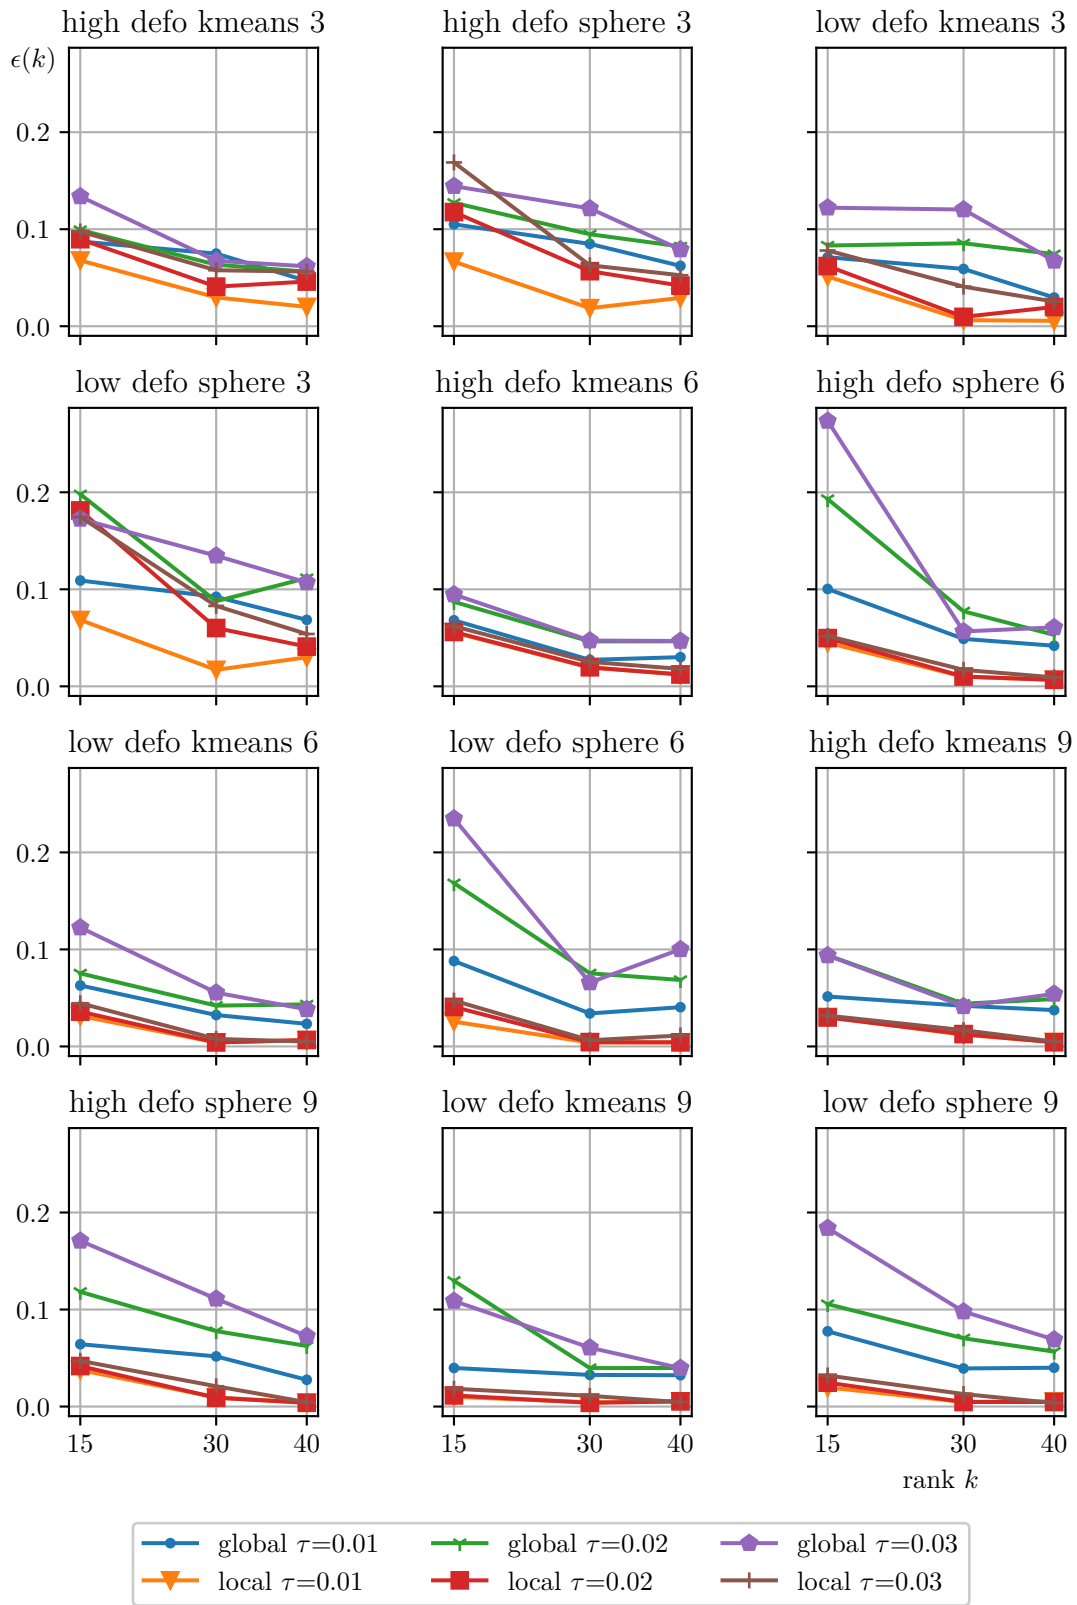 high defo kmeans 3
high defo sphere 3
low defo kmeans 3
ϵ(k)
0.2
0.1
0.0
low defo sphere 3
high defo kmeans 6
high defo sphere 6
0.2
0.1
0.0
low defo kmeans 6
low defo sphere 6
high defo kmeans 9
0.2
0.1
0.0
high defo sphere 9
low defo kmeans 9
low defo sphere 9
0.2
0.1
0.0
15 30 40
15 30 40
15 30 40
rank k
global τ=0.01
global τ=0.02
global τ=0.03
local τ=0.01
local τ=0.02
local τ=0.03